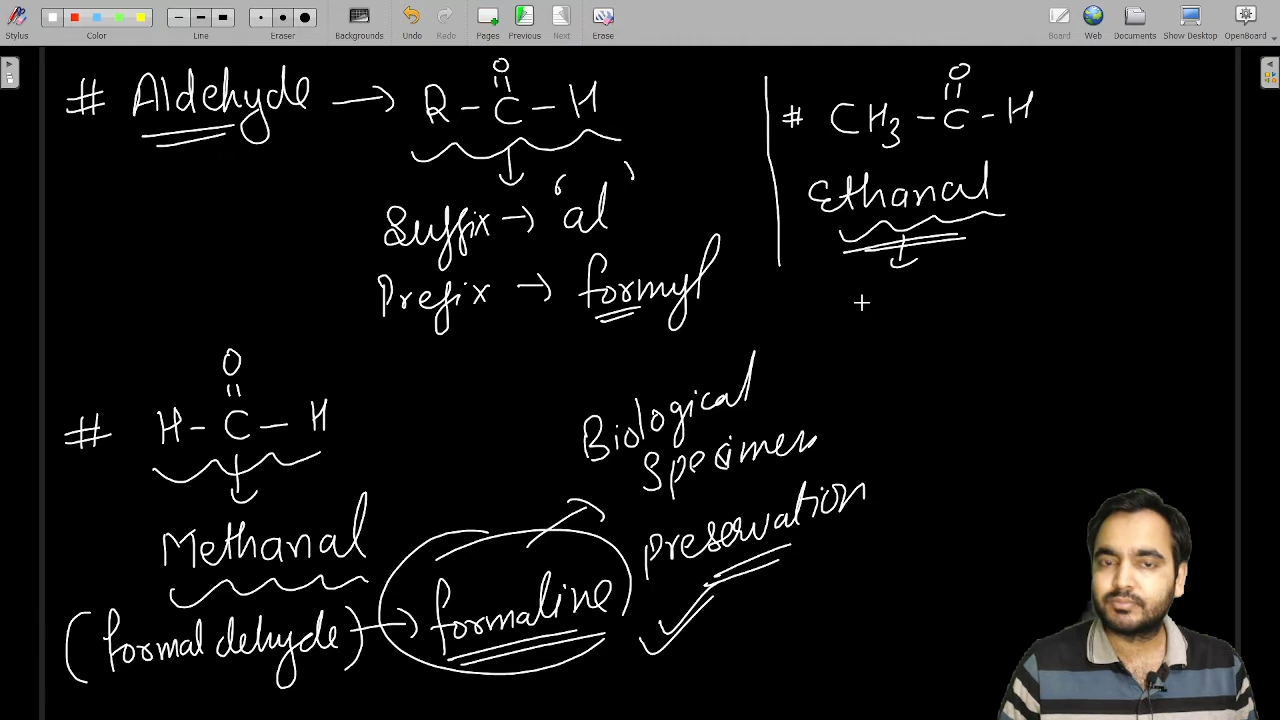 Stylus
Color
Line
Eraser
Backgrounds
Undo
Redo
Pages
Previous
Next
Erase
Board
Web
Documents
Show Desktop
OpenBoard
# Aldehyde → R - C - H
O
Suffix → 'al'
Prefix → formyl
# CH3 - C - H
O
Ethanal
O
# H - C - H
Methanal
(formaldehyde) → formaline
Biological
Specimen
preservation